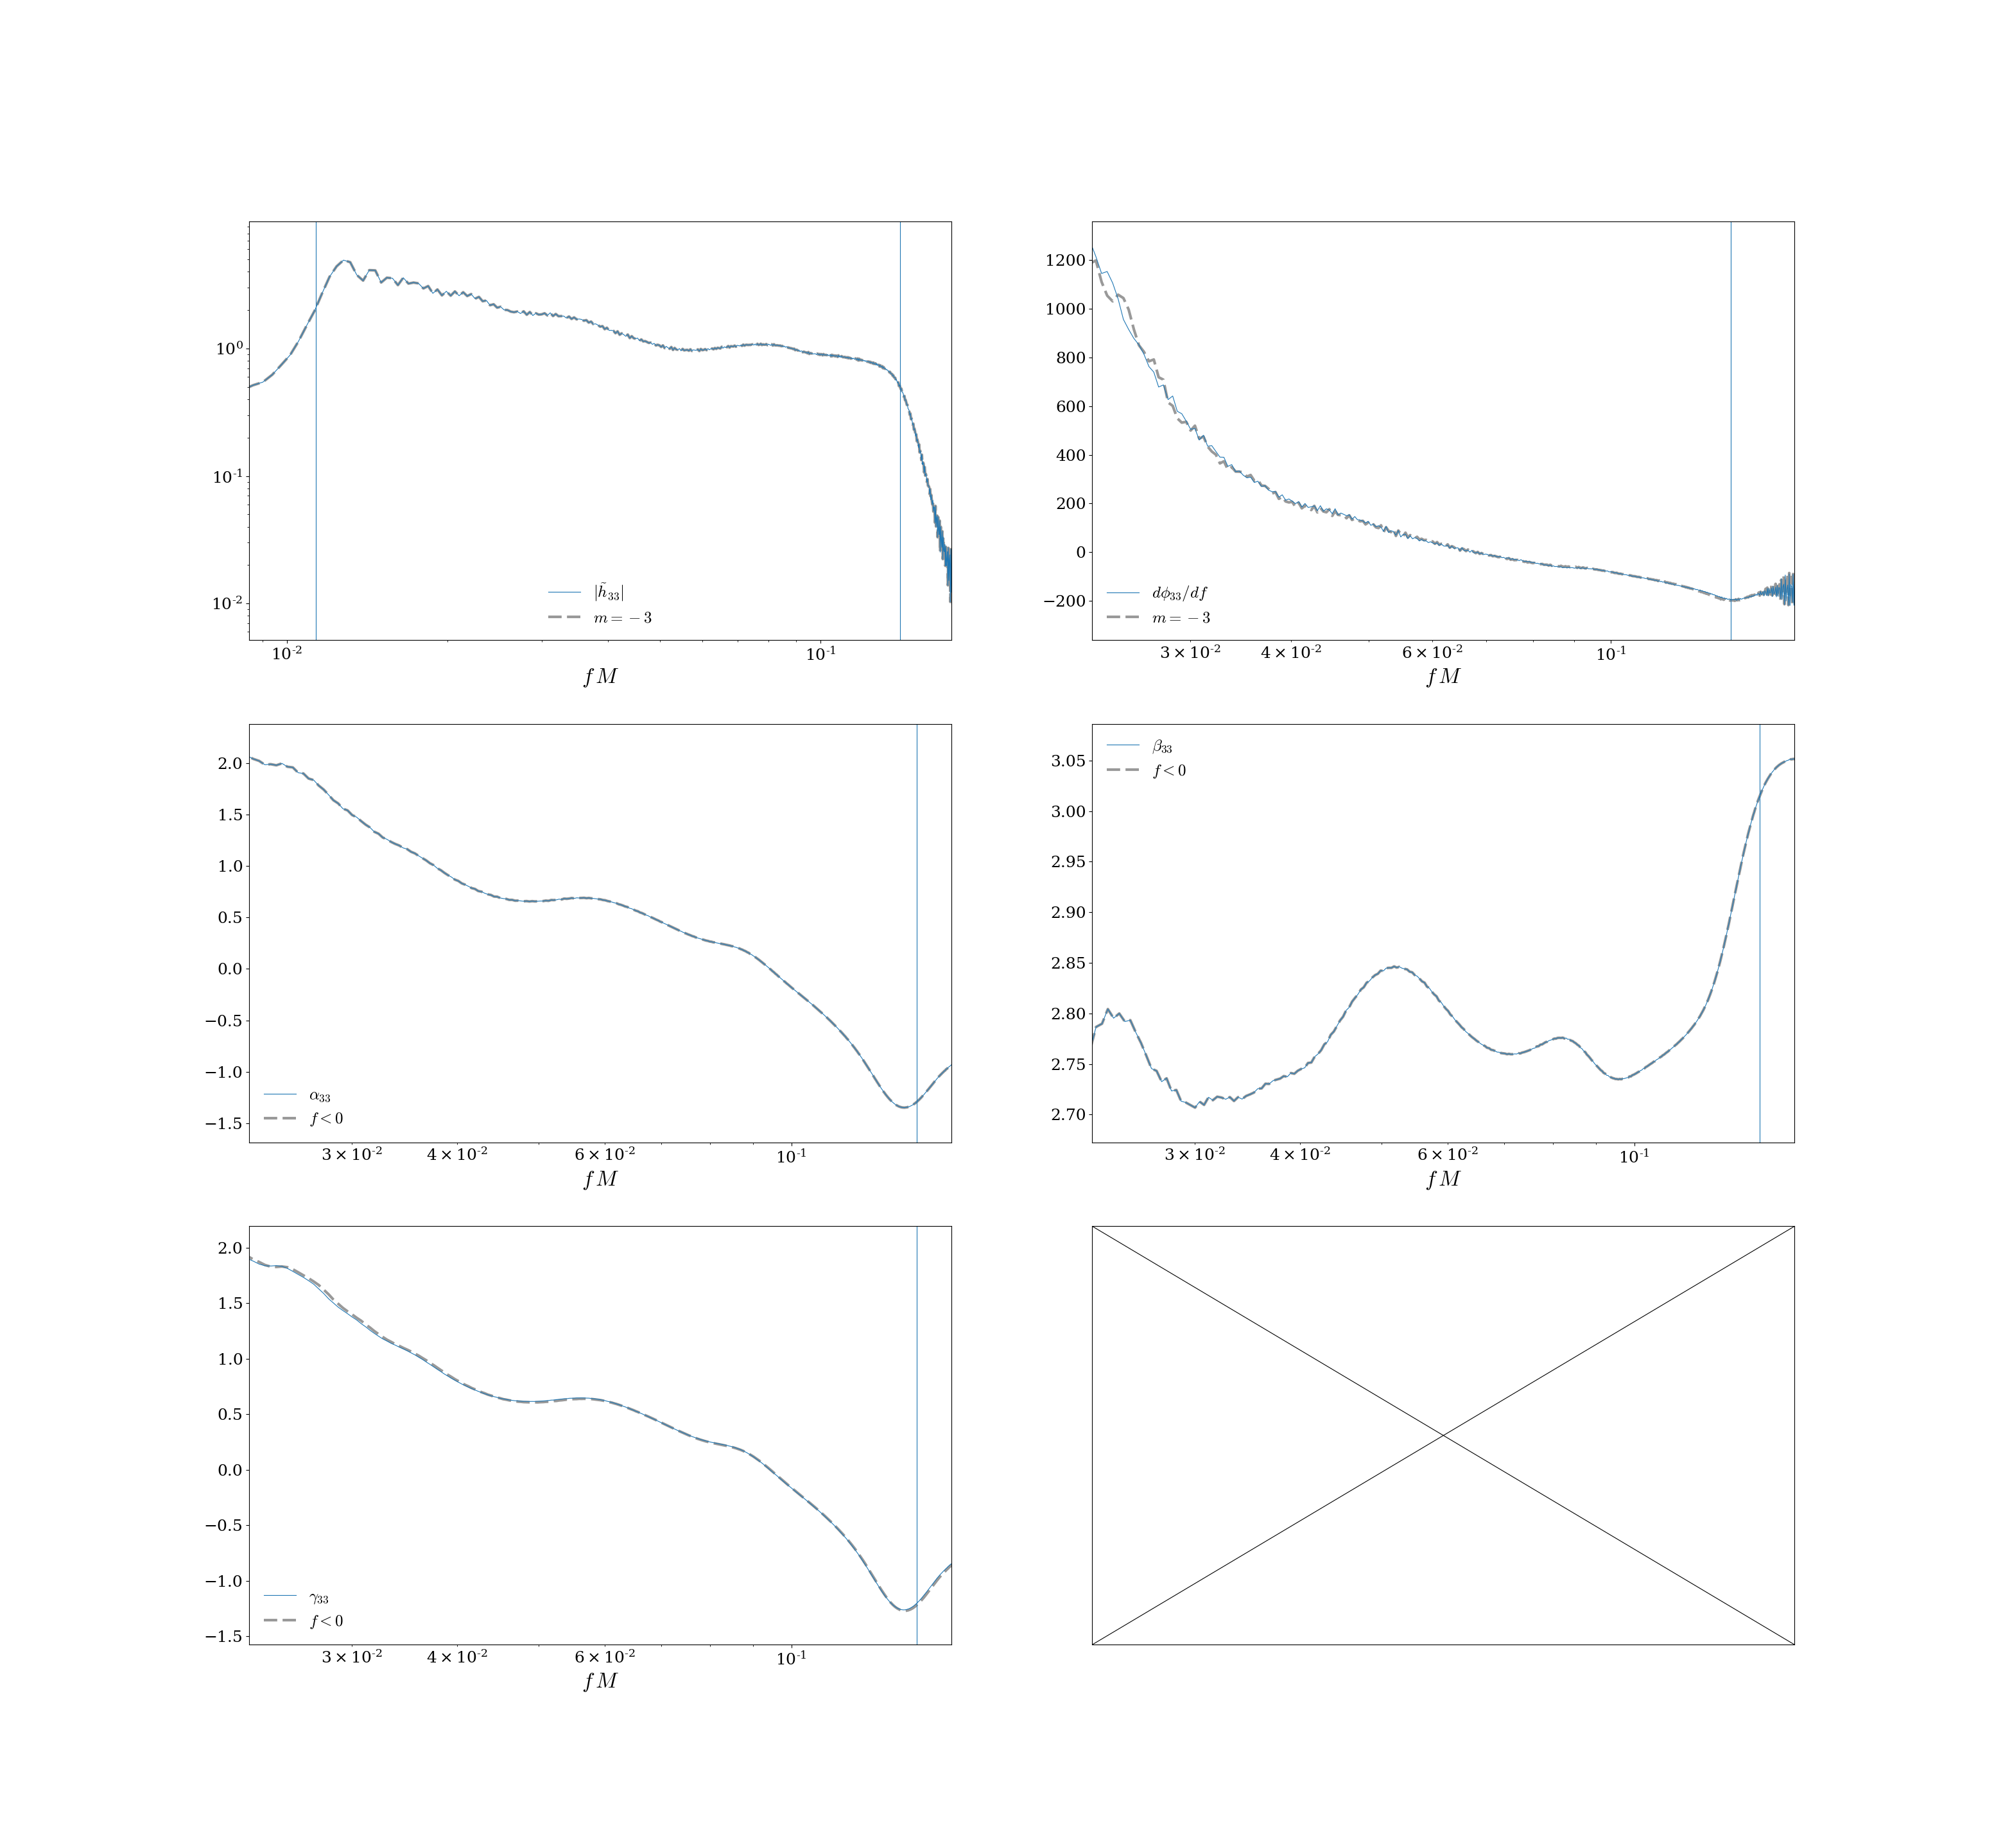 10⁰
10⁻¹
10⁻²
|h̃₃₃|
m = −3
10⁻² 10⁻¹
f M
1200
1000
800
600
400
200
0
−200
dϕ₃₃/df
m = −3
3 × 10⁻² 4 × 10⁻² 6 × 10⁻² 10⁻¹
f M
2.0
1.5
1.0
0.5
0.0
−0.5
−1.0
−1.5
α₃₃
f < 0
3 × 10⁻² 4 × 10⁻² 6 × 10⁻² 10⁻¹
f M
β₃₃
f < 0
3.05
3.00
2.95
2.90
2.85
2.80
2.75
2.70
3 × 10⁻² 4 × 10⁻² 6 × 10⁻² 10⁻¹
f M
2.0
1.5
1.0
0.5
0.0
−0.5
−1.0
−1.5
γ₃₃
f < 0
3 × 10⁻² 4 × 10⁻² 6 × 10⁻² 10⁻¹
f M